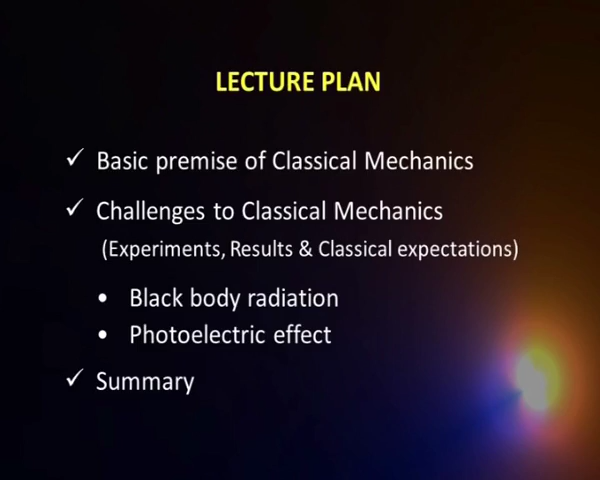 LECTURE PLAN
✓ Basic premise of Classical Mechanics
✓ Challenges to Classical Mechanics
(Experiments, Results & Classical expectations)
• Black body radiation
• Photoelectric effect
✓ Summary